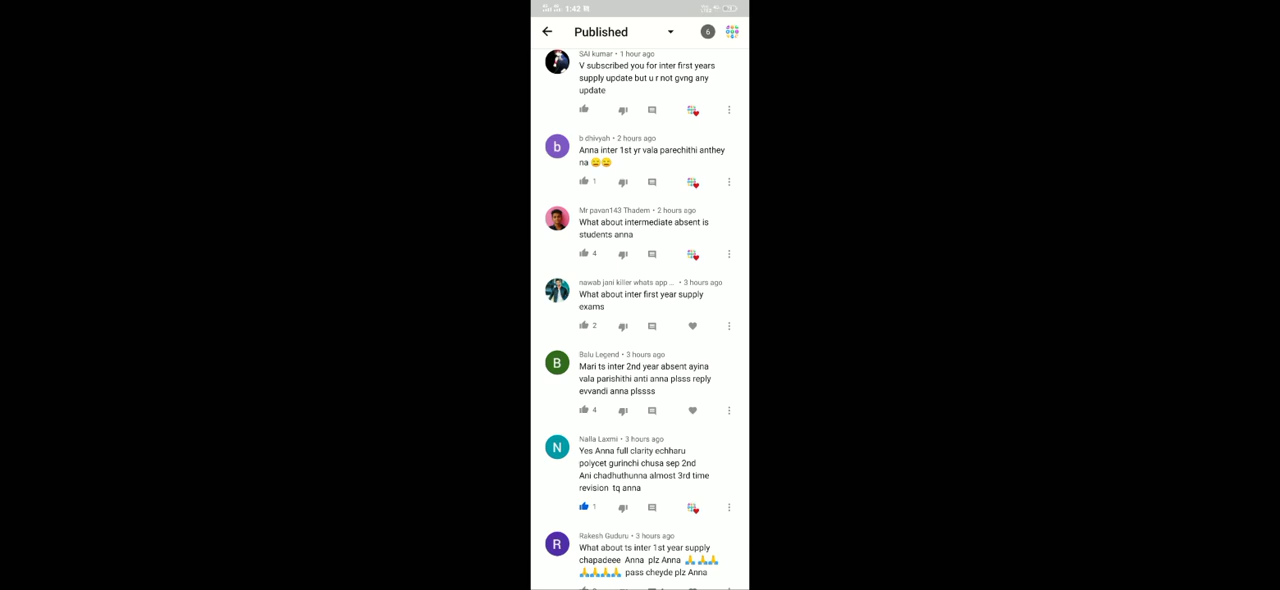 1:42 R
Published
6
SAI kumar • 1 hour ago
V subscribed you for inter first years
supply update but u r not gvng any
update
b
b dhivyah • 2 hours ago
Anna inter 1st yr vala parechithi anthey
na 😔😔
1
Mr pavan143 Thadem • 2 hours ago
What about intermediate absent is
students anna
4
nawab jani killer whats app... • 3 hours ago
What about inter first year supply
exams
2
B
Balu Legend • 3 hours ago
Mari ts inter 2nd year absent ayina
vala parishithi anti anna plsss reply
evvandi anna plssss
4
N
Nalla Laxmi • 3 hours ago
Yes Anna full clarity echharu
polycet gurinchi chusa sep 2nd
Ani chadhuthunna almost 3rd time
revision tq anna
1
R
Rakesh Guduru • 3 hours ago
What about ts inter 1st year supply
chapadeee Anna plz Anna 🙏🙏🙏
🙏🙏🙏🙏 pass cheyde plz Anna